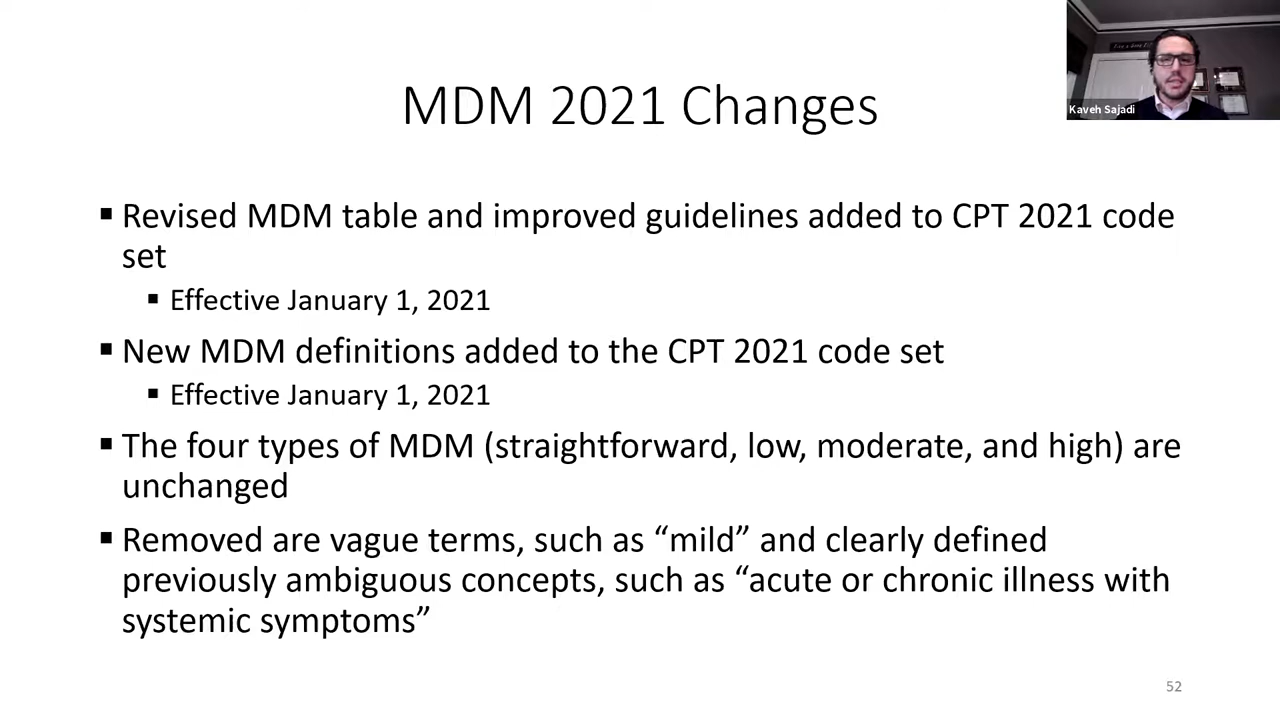 Kaveh Sajadi
MDM 2021 Changes
▪ Revised MDM table and improved guidelines added to CPT 2021 code
set
▪ Effective January 1, 2021
▪ New MDM definitions added to the CPT 2021 code set
▪ Effective January 1, 2021
▪ The four types of MDM (straightforward, low, moderate, and high) are
unchanged
▪ Removed are vague terms, such as “mild” and clearly defined
previously ambiguous concepts, such as “acute or chronic illness with
systemic symptoms”
52